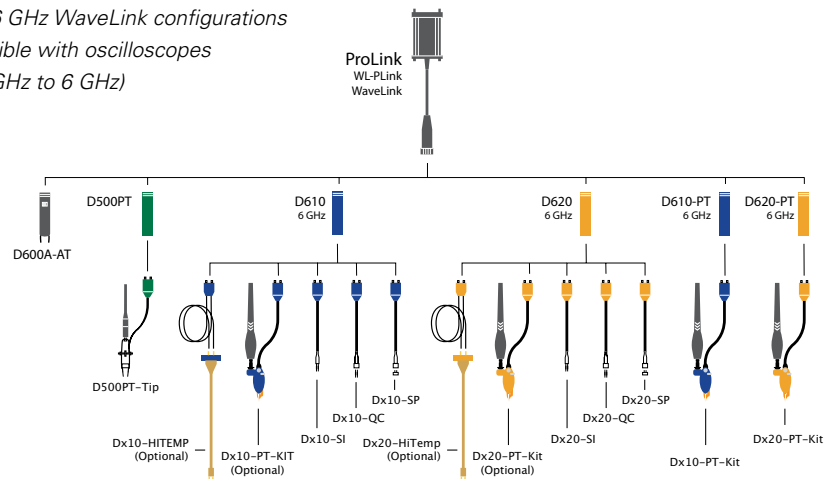 GHz WaveLink configurations
ible with oscilloscopes
GHz to 6 GHz)
ProLink
WL-PLink
WaveLink
D600A-AT
D500PT
D610
6 GHz
D620
6 GHz
D610-PT
6 GHz
D620-PT
6 GHz
D500PT-Tip
Dx10-HITEMP
(Optional)
Dx10-PT-KIT
(Optional)
Dx10-SI
Dx10-QC
Dx10-SP
Dx20-HiTemp
(Optional)
Dx20-PT-Kit
(Optional)
Dx20-SI
Dx20-QC
Dx20-SP
Dx10-PT-Kit
Dx20-PT-Kit